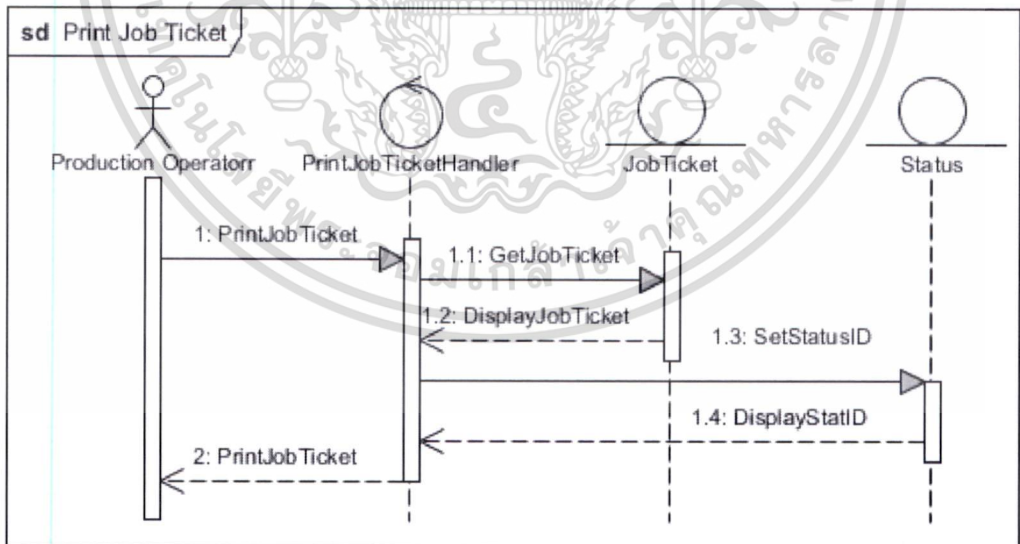 sd Print Job Ticket
Production Operatorr
PrintJobTicketHandler
JobTicket
Status
1: PrintJobTicket
1.1: GetJobTicket
1.2: DisplayJobTicket
1.3: SetStatusID
1.4: DisplayStatID
2: PrintJobTicket